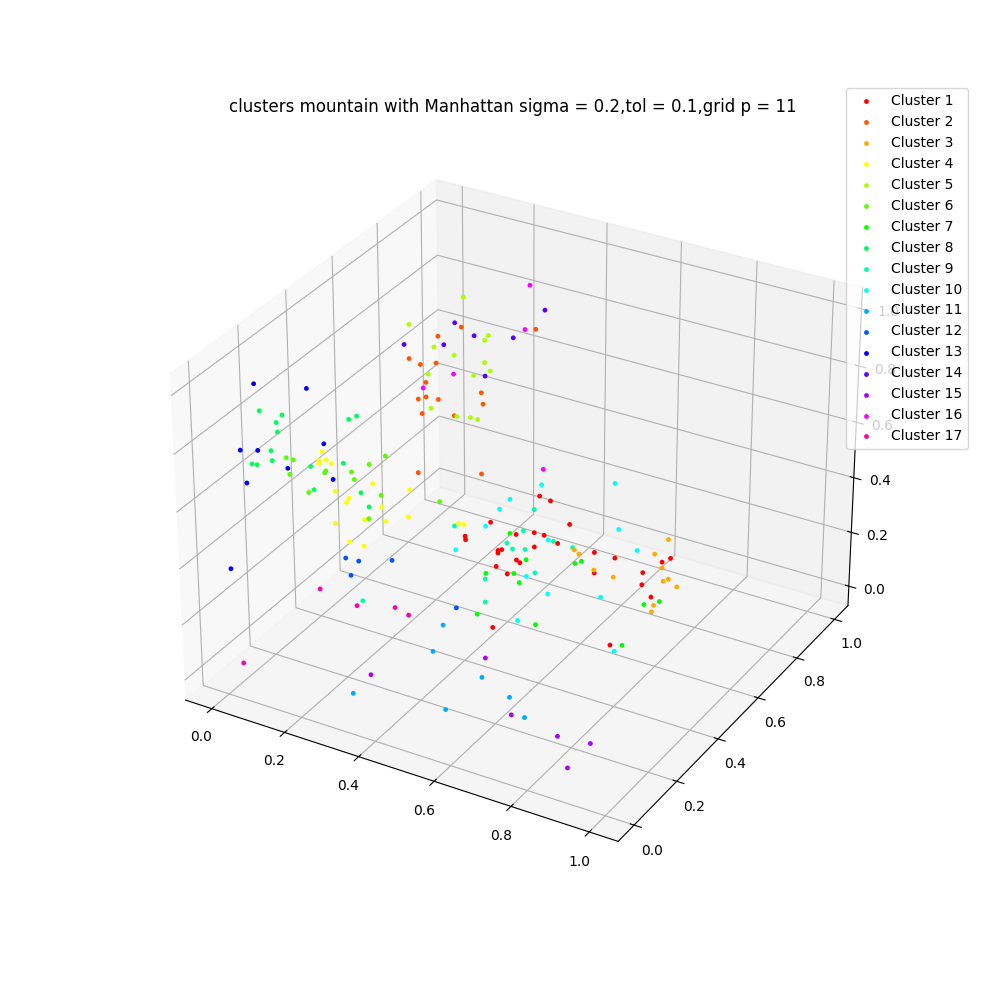 clusters mountain with Manhattan sigma = 0.2,tol = 0.1,grid p = 11
Cluster 1
Cluster 2
Cluster 3
Cluster 4
Cluster 5
Cluster 6
Cluster 7
Cluster 8
Cluster 9
Cluster 10
Cluster 11
Cluster 12
Cluster 13
Cluster 14
Cluster 15
Cluster 16
Cluster 17
0.8
0.6
0.4
0.2
0.0
0.0
0.2
0.4
0.6
0.8
1.0
0.0
0.2
0.4
0.6
0.8
1.0